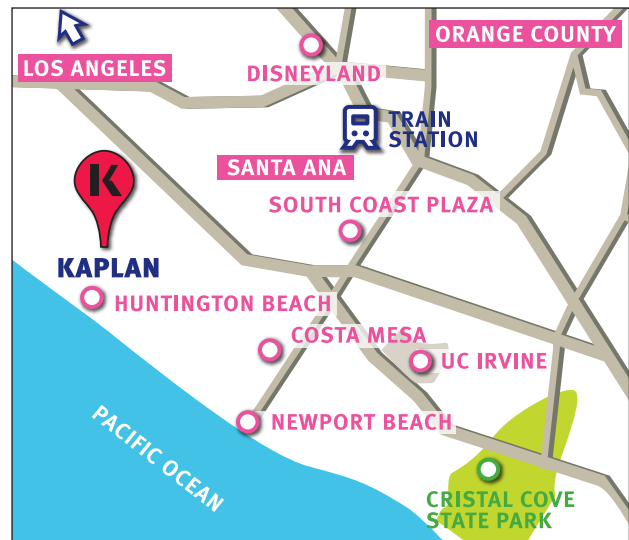 LOS ANGELES
ORANGE COUNTY
DISNEYLAND
TRAIN
STATION
SANTA ANA
K
SOUTH COAST PLAZA
KAPLAN
HUNTINGTON BEACH
COSTA MESA
UC IRVINE
NEWPORT BEACH
PACIFIC OCEAN
CRISTAL COVE
STATE PARK